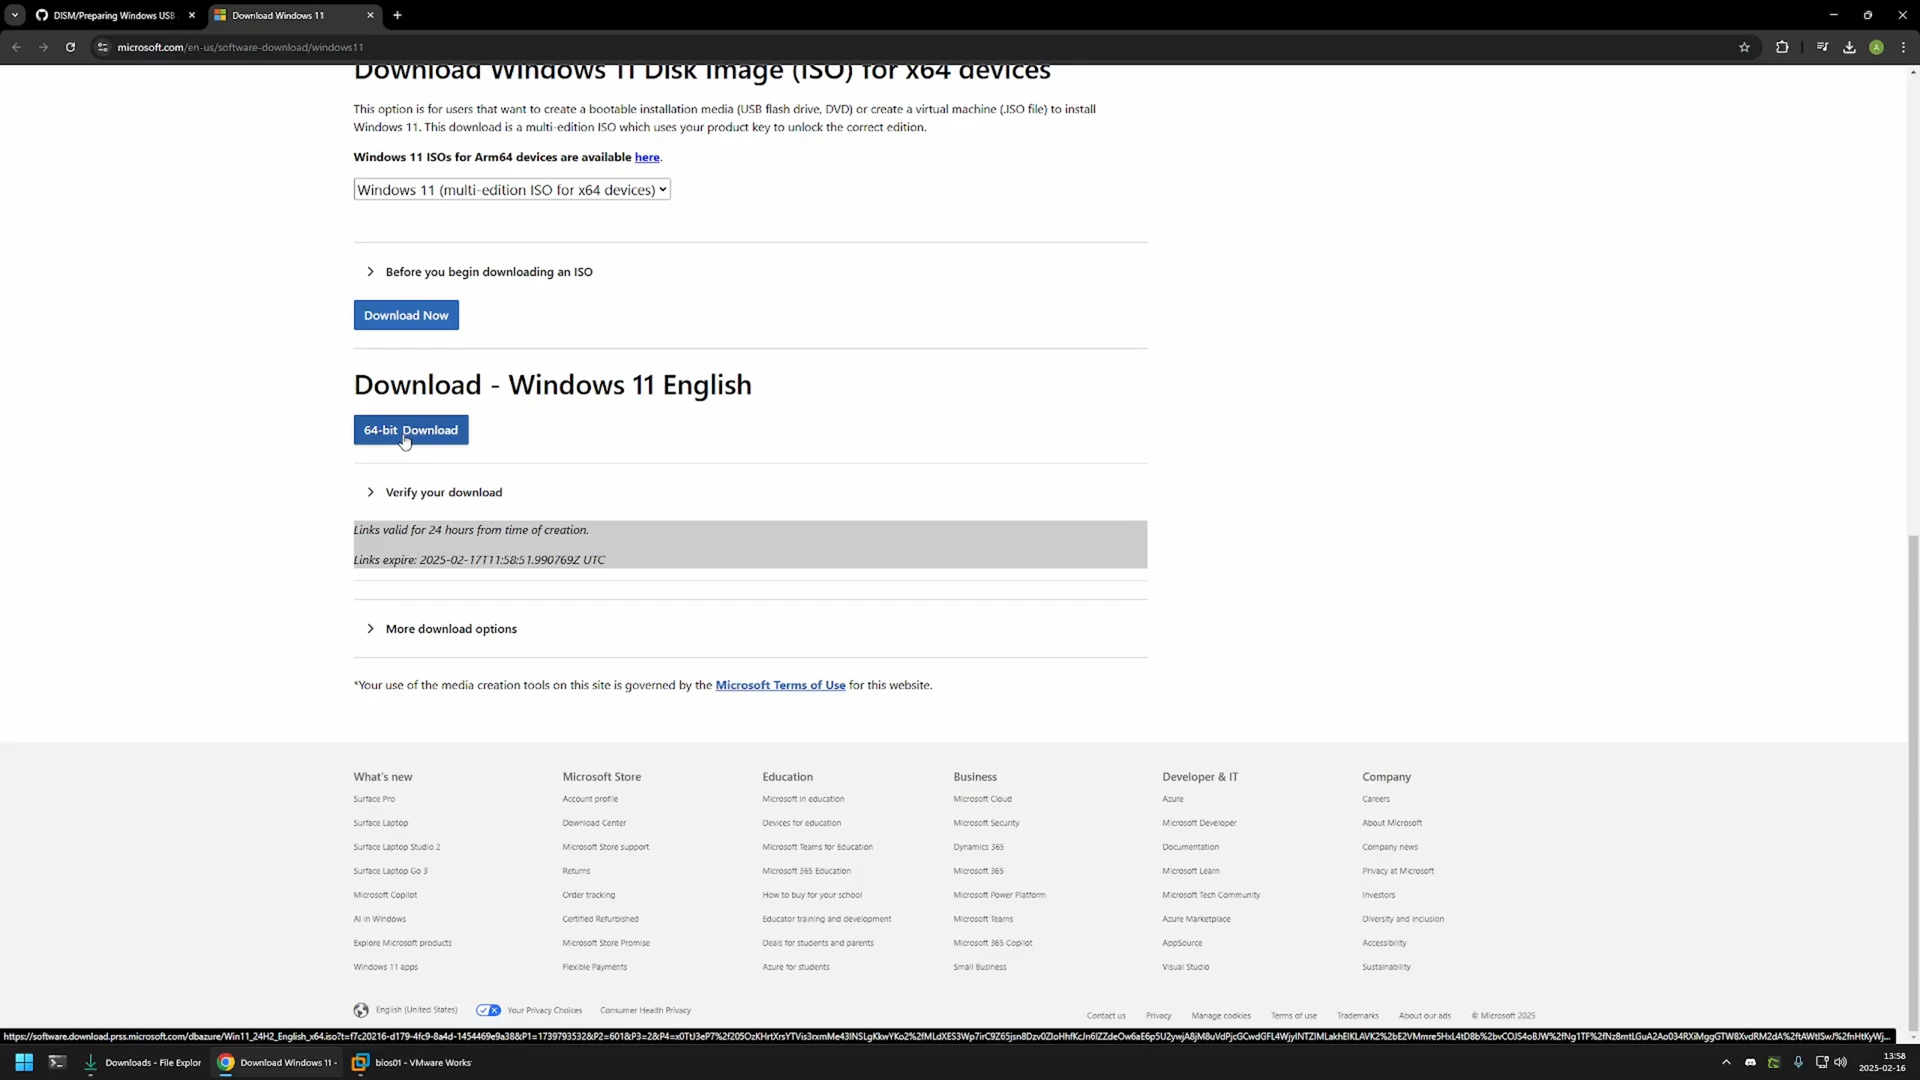 DISM/Preparing Windows USB
Download Windows 11
microsoft.com/en-us/software-download/windows11
A
Download Windows 11 Disk Image (ISO) for x64 devices
This option is for users that want to create a bootable installation media (USB flash drive, DVD) or create a virtual machine (.ISO file) to install
Windows 11. This download is a multi-edition ISO which uses your product key to unlock the correct edition.
Windows 11 ISOs for Arm64 devices are available here.
Windows 11 (multi-edition ISO for x64 devices)
Before you begin downloading an ISO
Download Now
Download - Windows 11 English
64-bit Download
Verify your download
Links valid for 24 hours from time of creation.
Links expire: 2025-02-17T11:58:51.990769Z UTC
More download options
*Your use of the media creation tools on this site is governed by the Microsoft Terms of Use for this website.
What's new
Surface Pro
Surface Laptop
Surface Laptop Studio 2
Surface Laptop Go 3
Microsoft Copilot
AI in Windows
Explore Microsoft products
Windows 11 apps
Microsoft Store
Account profile
Download Center
Microsoft Store support
Returns
Order tracking
Certified Refurbished
Microsoft Store Promise
Flexible Payments
Education
Microsoft in education
Devices for education
Microsoft Teams for Education
Microsoft 365 Education
How to buy for your school
Educator training and development
Deals for students and parents
Azure for students
Business
Microsoft Cloud
Microsoft Security
Dynamics 365
Microsoft 365
Microsoft Power Platform
Microsoft Teams
Microsoft 365 Copilot
Small Business
Developer & IT
Azure
Microsoft Developer
Documentation
Microsoft Learn
Microsoft Tech Community
Azure Marketplace
AppSource
Visual Studio
Company
Careers
About Microsoft
Company news
Privacy at Microsoft
Investors
Diversity and inclusion
Accessibility
Sustainability
English (United States)
Your Privacy Choices
Consumer Health Privacy
Contact us
Privacy
Manage cookies
Terms of use
Trademarks
About our ads
© Microsoft 2025
Downloads - File Explor
Download Windows 11 -
bios01 - VMware Works
13:58
2025-02-16